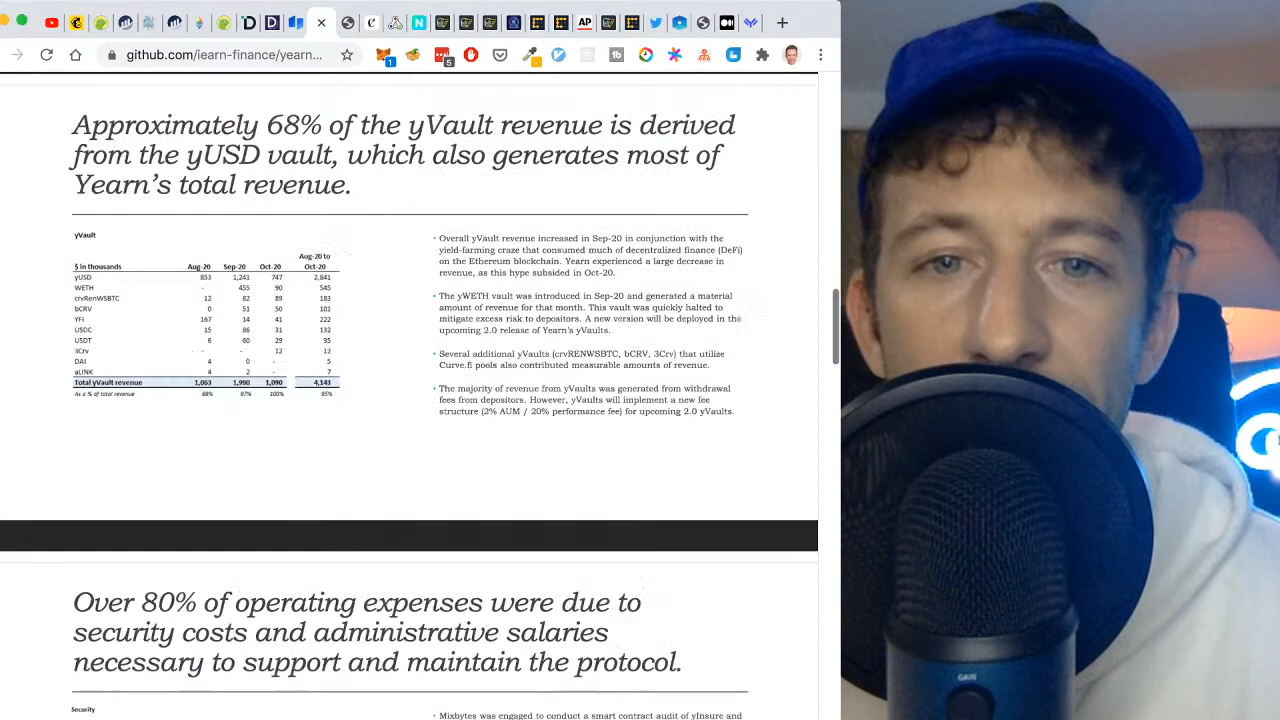 github.com/iearn-finance/yearn...
Approximately 68% of the yVault revenue is derived
from the yUSD vault, which also generates most of
Yearn's total revenue.
yVault
Aug-20 to
$ in thousands Aug-20 Sep-20 Oct-20 Oct-20
yUSD 853 1,241 747 2,841
WETH - 455 90 545
crvRenWSBTC 12 82 89 183
bCRV 0 51 50 101
YFI 167 14 41 222
USDC 15 86 31 132
USDT 6 60 29 95
3Crv - - 12 12
DAI 4 0 - 5
aLINK 4 2 - 7
Total yVault revenue 1,063 1,990 1,090 4,143
As a % of total revenue 68% 97% 100% 95%
• Overall yVault revenue increased in Sep-20 in conjunction with the
yield-farming craze that consumed much of decentralized finance (DeFi)
on the Ethereum blockchain. Yearn experienced a large decrease in
revenue, as this hype subsided in Oct-20.
• The yWETH vault was introduced in Sep-20 and generated a material
amount of revenue for that month. This vault was quickly halted to
mitigate excess risk to depositors. A new version will be deployed in the
upcoming 2.0 release of Yearn's yVaults.
• Several additional yVaults (crvRENWSBTC, bCRV, 3Crv) that utilize
Curve.fi pools also contributed measurable amounts of revenue.
• The majority of revenue from yVaults was generated from withdrawal
fees from depositors. However, yVaults will implement a new fee
structure (2% AUM / 20% performance fee) for upcoming 2.0 yVaults.
Over 80% of operating expenses were due to
security costs and administrative salaries
necessary to support and maintain the protocol.
Security
• Mixbytes was engaged to conduct a smart contract audit of yInsure and
GAIN